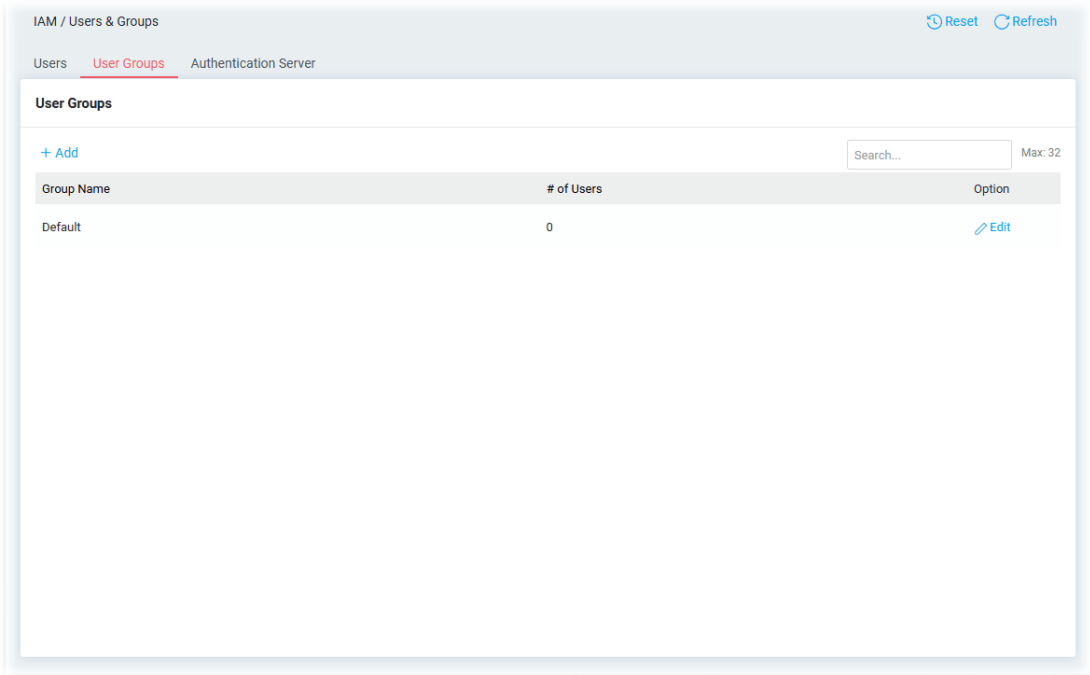 IAM / Users & Groups Reset Refresh
Users User Groups Authentication Server
User Groups
+ Add Search... Max: 32
Group Name # of Users Option
Default 0 Edit